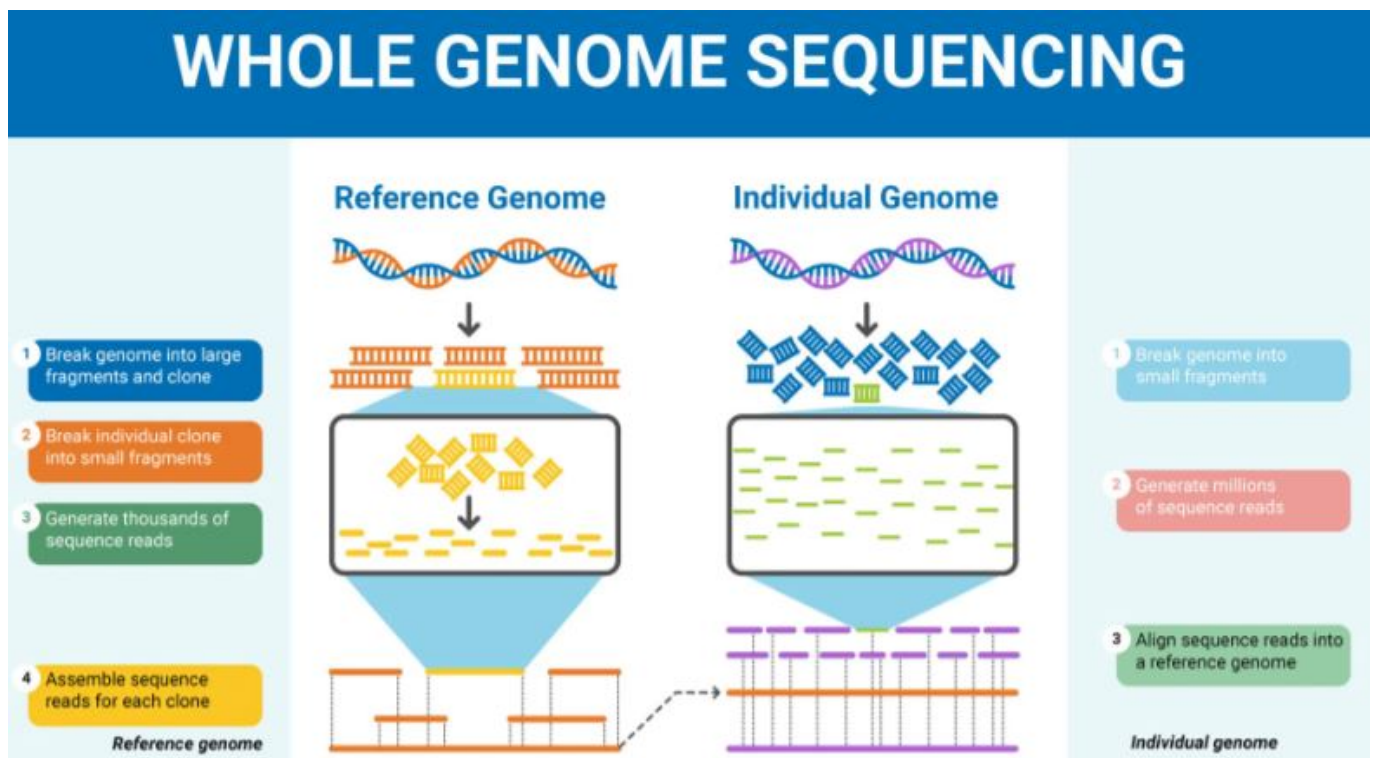 WHOLE GENOME SEQUENCING
Reference Genome
Individual Genome
1 Break genome into large
fragments and clone
2 Break individual clone
into small fragments
3 Generate thousands of
sequence reads
4 Assemble sequence
reads for each clone
Reference genome
1 Break genome into
small fragments
2 Generate millions
of sequence reads
3 Align sequence reads into
a reference genome
Individual genome